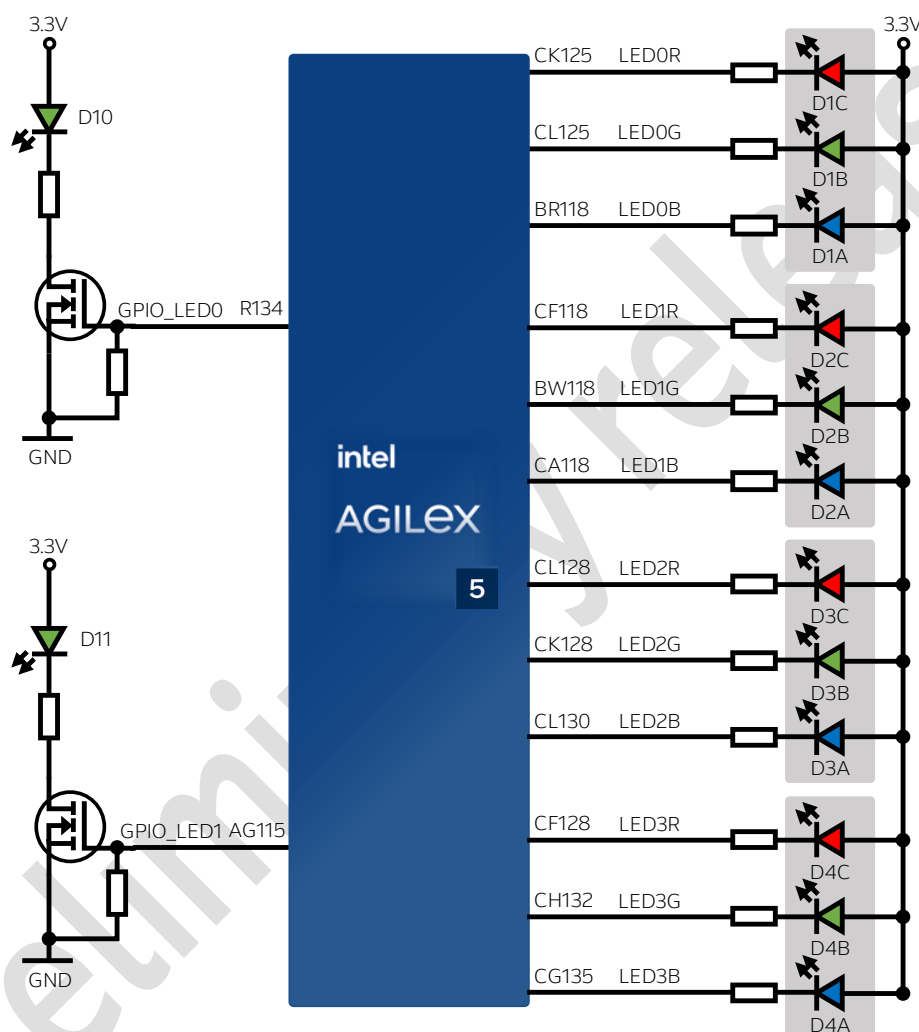 3.3V
D10
GPIO_LED0 R134
GND
3.3V
D11
GPIO_LED1 AG115
GND
intel
AGILEX
5
3.3V
CK125 LED0R
D1C
CL125 LED0G
D1B
BR118 LED0B
D1A
CF118 LED1R
D2C
BW118 LED1G
D2B
CA118 LED1B
D2A
CL128 LED2R
D3C
CK128 LED2G
D3B
CL130 LED2B
D3A
CF128 LED3R
D4C
CH132 LED3G
D4B
CG135 LED3B
D4A
eliminary releas